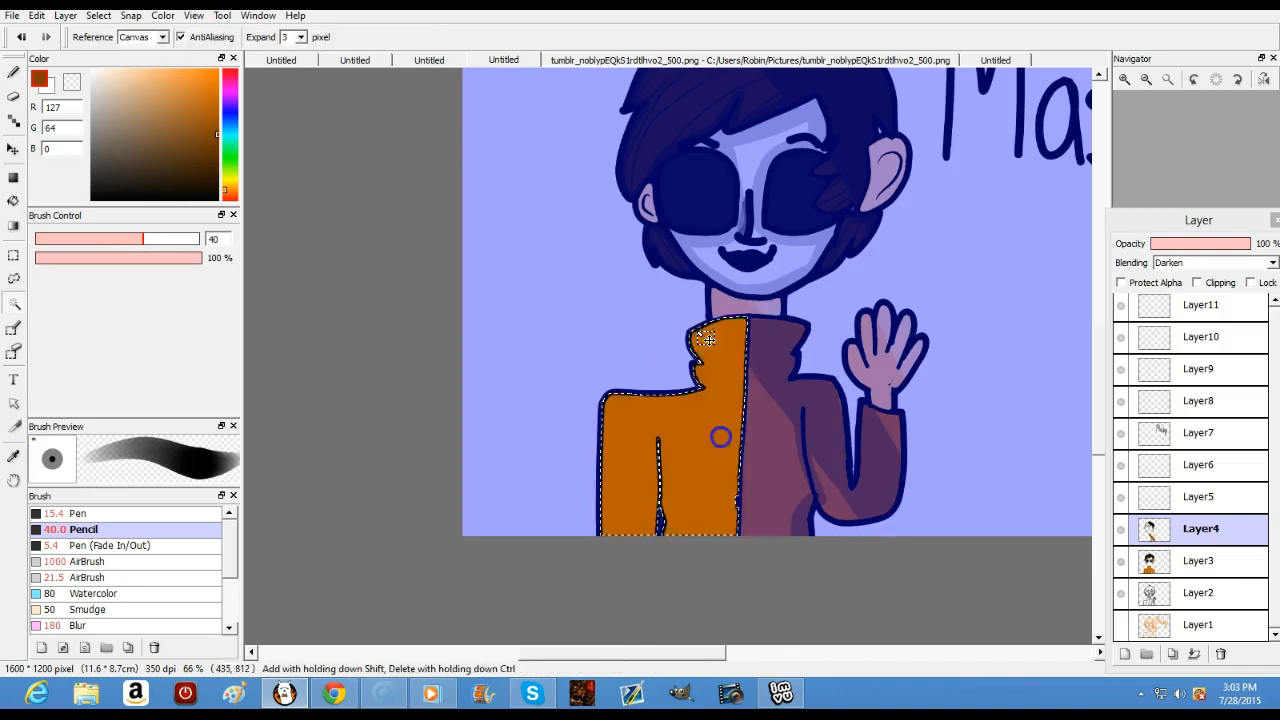 File Edit Layer Select Snap Color View Tool Window Help
Reference Canvas AntiAliasing Expand 3 pixel
Untitled Untitled Untitled Untitled tumblr_noblypEQkS1rdtlhvo2_500.png - C:/Users/Robin/Pictures/tumblr_noblypEQkS1rdtlhvo2_500.png Untitled
Color
R 127
G 64
B 0
Brush Control
40
100 %
Brush Preview
Brush
15.4 Pen
40.0 Pencil
5.4 Pen (Fade In/Out)
1000 AirBrush
21.5 AirBrush
80 Watercolor
50 Smudge
180 Blur
Mas
Navigator
Layer
Opacity 100 %
Blending Darken
Protect Alpha Clipping Lock
Layer11
Layer10
Layer9
Layer8
Layer7
Layer6
Layer5
Layer4
Layer3
Layer2
Layer1
1600 * 1200 pixel (11.6 * 8.7cm) 350 dpi 66 % (435, 812) Add with holding down Shift, Delete with holding down Ctrl
3:03 PM
7/28/2015